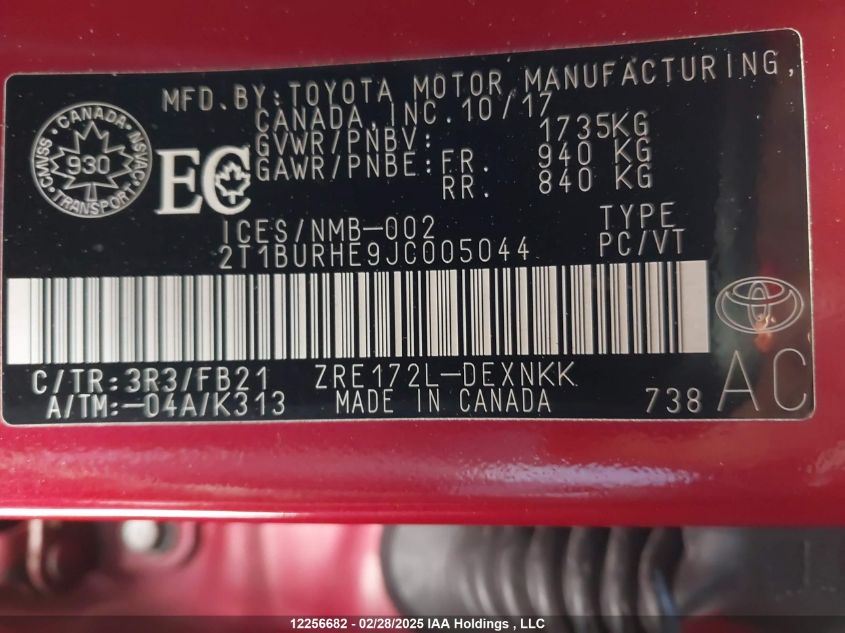 MFD. BY: TOYOTA MOTOR MANUFACTURING,
CANADA, INC. 10/17
GVWR/PNBV: 1735KG
GAWR/PNBE: FR. 940 KG
RR. 840 KG
CANADA
CMVSS 930 NSVAC
TRANSPORT
EC
ICES/NMB-002 TYPE
2T1BURHE9JC005044 PC/VT
C/TR:3R3/FB21 ZRE172L-DEXNKK
A/TM:-04A/K313 MADE IN CANADA 738 AC
12256682 - 02/28/2025 IAA Holdings , LLC